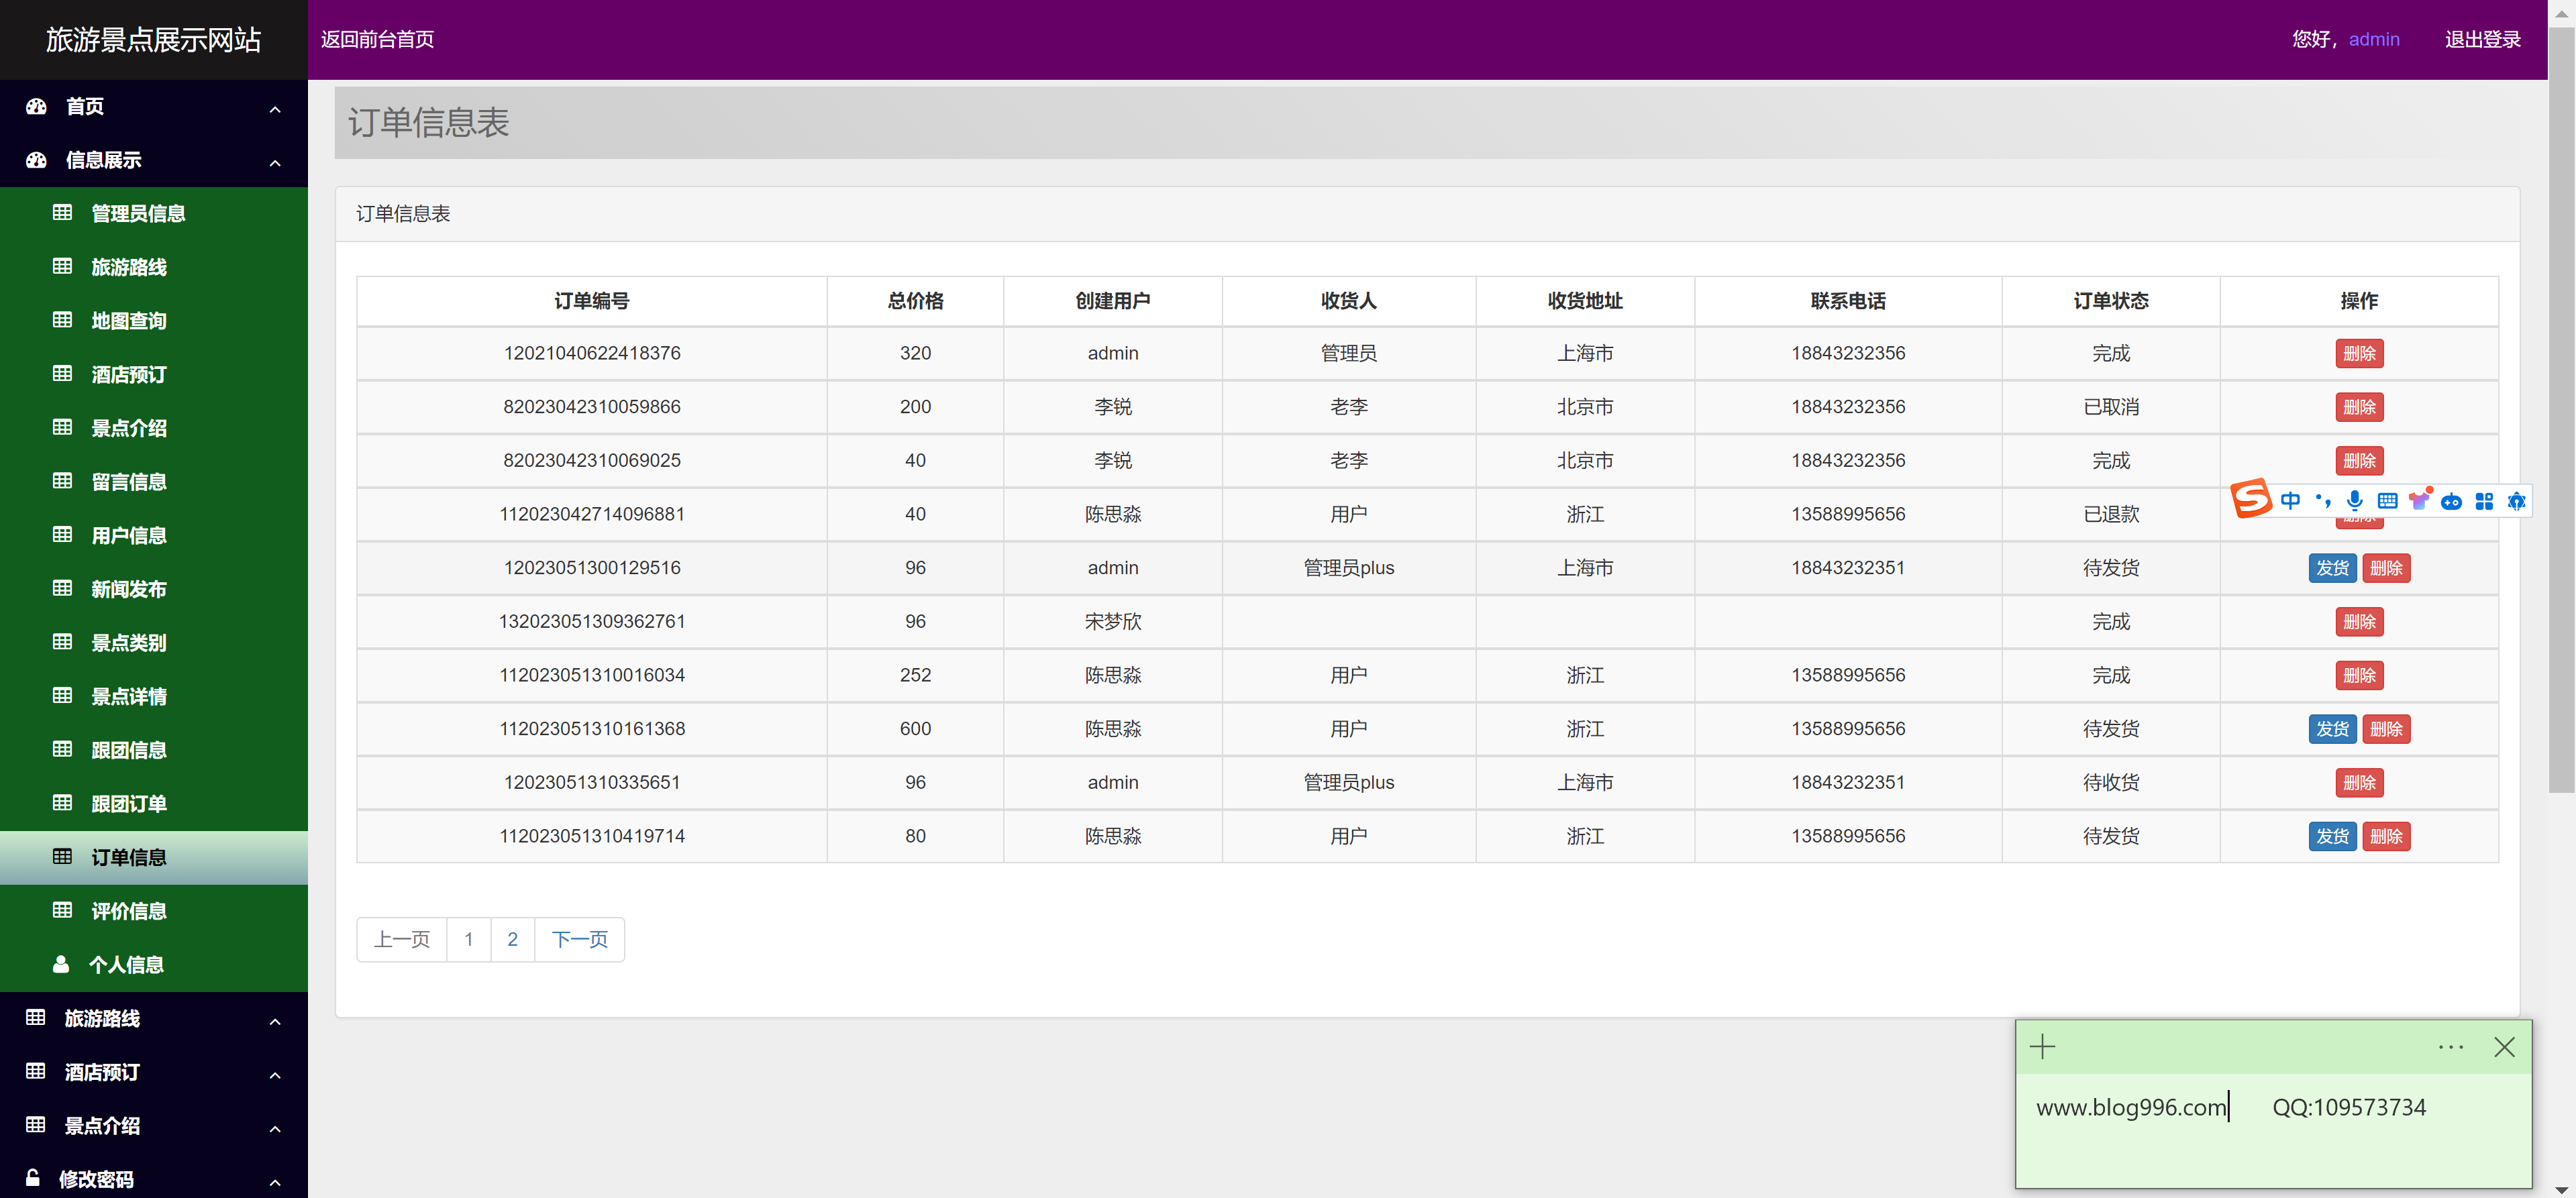 旅游景点展示网站
返回前台首页
您好，admin
退出登录
首页
信息展示
管理员信息
旅游路线
地图查询
酒店预订
景点介绍
留言信息
用户信息
新闻发布
景点类别
景点详情
跟团信息
跟团订单
订单信息
评价信息
个人信息
旅游路线
酒店预订
景点介绍
修改密码
订单信息表
订单信息表
订单编号 总价格 创建用户 收货人 收货地址 联系电话 订单状态 操作
12021040622418376 320 admin 管理员 上海市 18843232356 完成 删除
82023042310059866 200 李锐 老李 北京市 18843232356 已取消 删除
82023042310069025 40 李锐 老李 北京市 18843232356 完成 删除
112023042714096881 40 陈思淼 用户 浙江 13588995656 已退款 删除
12023051300129516 96 admin 管理员plus 上海市 18843232351 待发货 发货 删除
132023051309362761 96 宋梦欣 完成 删除
112023051310016034 252 陈思淼 用户 浙江 13588995656 完成 删除
112023051310161368 600 陈思淼 用户 浙江 13588995656 待发货 发货 删除
12023051310335651 96 admin 管理员plus 上海市 18843232351 待收货 删除
112023051310419714 80 陈思淼 用户 浙江 13588995656 待发货 发货 删除
中
上一页 1 2 下一页
www.blog996.com QQ:109573734